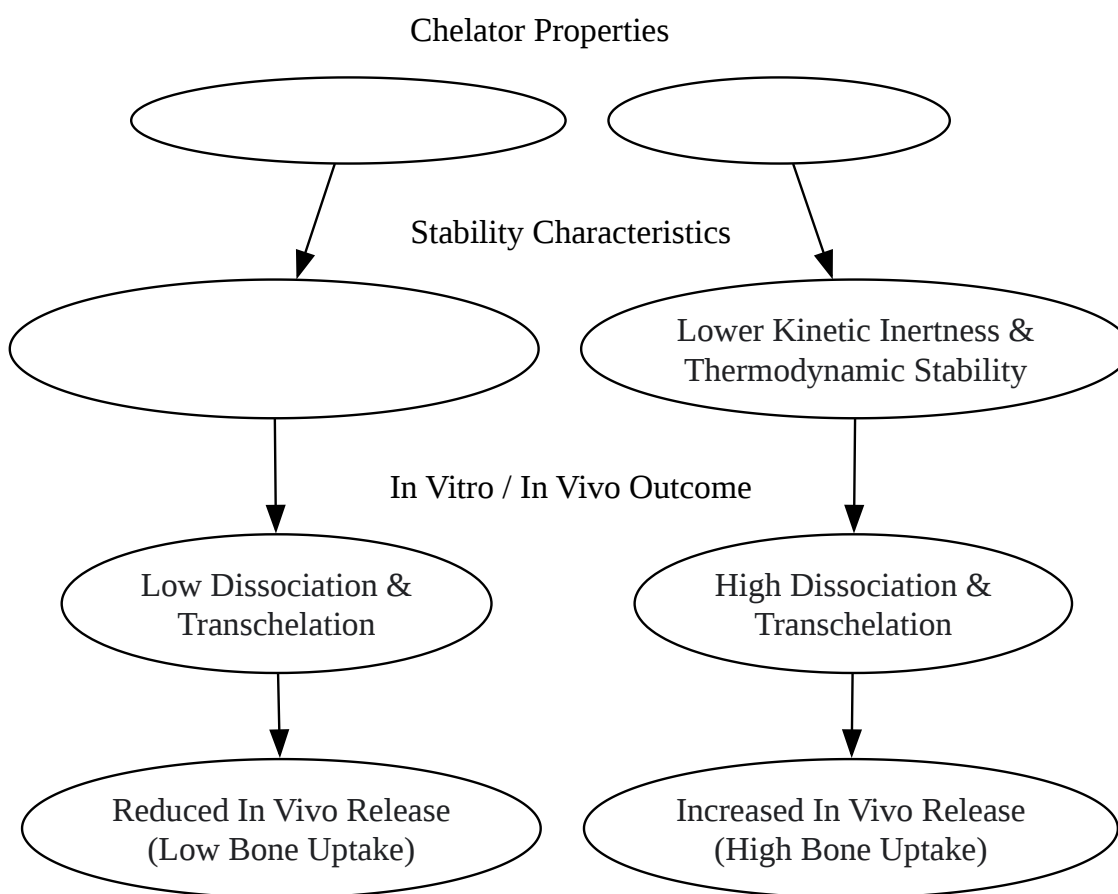 Chelator Properties
Stability Characteristics
Lower Kinetic Inertness &
Thermodynamic Stability
In Vitro / In Vivo Outcome
Low Dissociation &
Transchelation
High Dissociation &
Transchelation
Reduced In Vivo Release
(Low Bone Uptake)
Increased In Vivo Release
(High Bone Uptake)